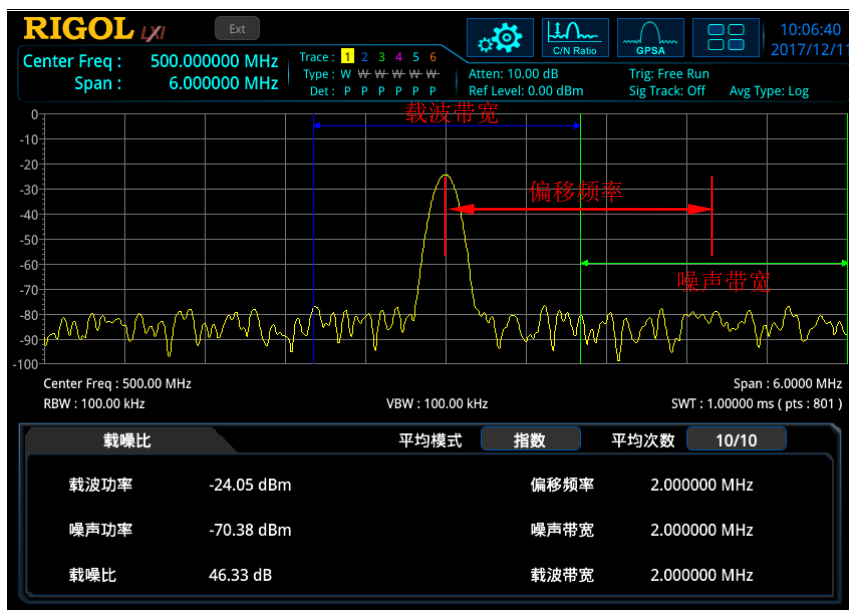 RIGOL LXI Ext C/N Ratio GPSA 10:06:40
2017/12/11
Center Freq : 500.000000 MHz Trace : 1 2 3 4 5 6
Span : 6.000000 MHz Type : W W W W W W Atten: 10.00 dB Trig: Free Run
Det : P P P P P P Ref Level: 0.00 dBm Sig Track: Off Avg Type: Log
载波带宽
0
-10
-20
-30
偏移频率
-40
-50
-60
噪声带宽
-70
-80
-90
-100
Center Freq : 500.00 MHz Span : 6.0000 MHz
RBW : 100.00 kHz VBW : 100.00 kHz SWT : 1.00000 ms ( pts : 801 )
载噪比 平均模式 指数 平均次数 10/10
载波功率 -24.05 dBm 偏移频率 2.000000 MHz
噪声功率 -70.38 dBm 噪声带宽 2.000000 MHz
载噪比 46.33 dB 载波带宽 2.000000 MHz